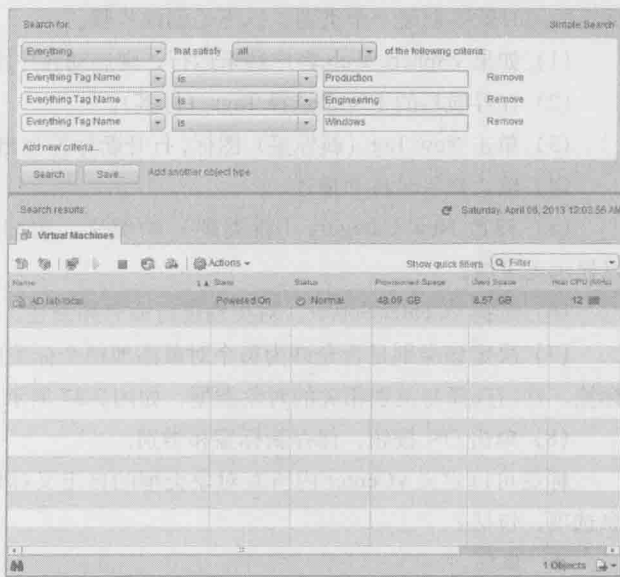 Search for:
Simple Search
Everything
that satisfy
all
of the following criteria:
Everything Tag Name
is
Production
Remove
Everything Tag Name
is
Engineering
Remove
Everything Tag Name
is
Windows
Remove
Add new criteria...
Search
Save...
Add another object type
Search results:
Saturday, April 06, 2013 12:03:56 AM
Virtual Machines
Actions
Show quick filters
Filter
Name
1
State
Status
Provisioned Space
Used Space
Host CPU (MHz)
AD.lab.local
Powered On
Normal
48.09 GB
8.57 GB
12
1 Objects